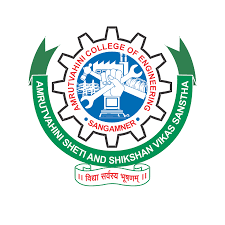 AMRUTVAHINI COLLEGE OF ENGINEERING
SANGAMNER
AMRUTVAHINI SHETI AND SHIKSHAN VIKAS SANSTHA
।। विद्या सर्वस्य भूषणम् ।।